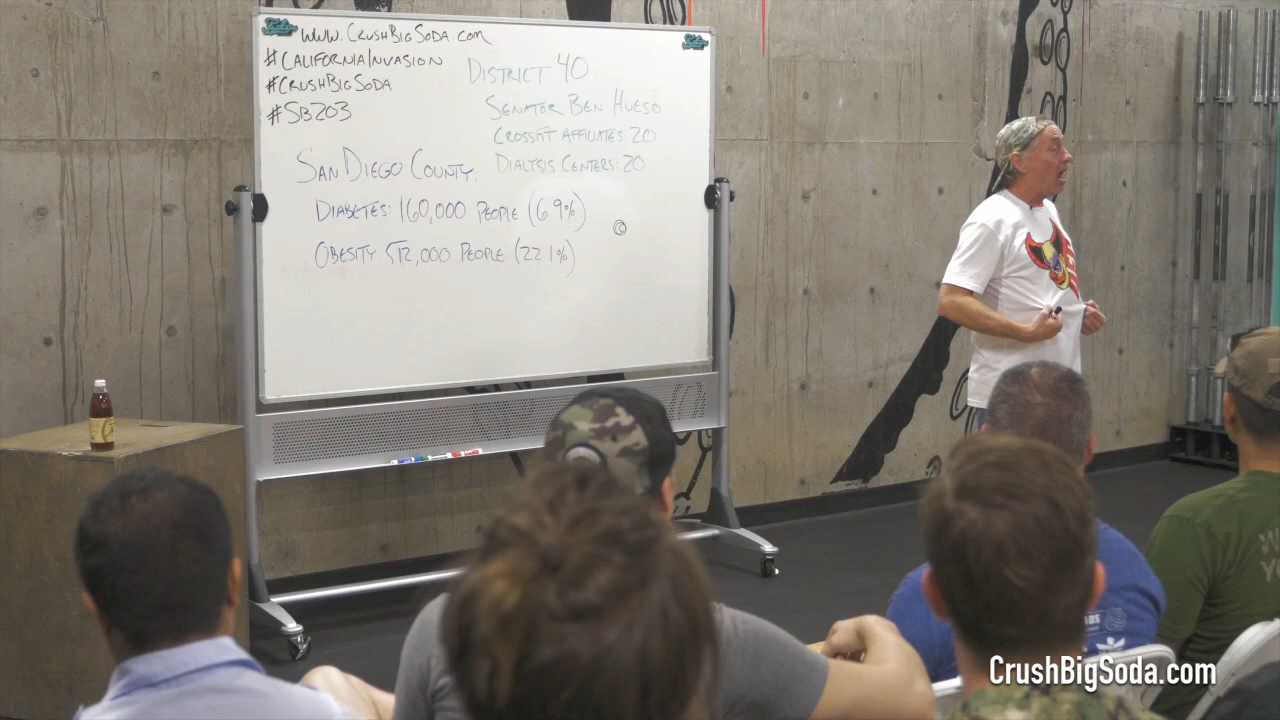 www.CrushBigSoda.com
#CaliforniaInvasion
#CrushBigSoda
#SB203
District 40
Senator Ben Hueso
CrossFit Affiliates: 20
Dialysis Centers: 20
San Diego County:
Diabetes: 160,000 People (6.9%)
Obesity: 512,000 People (22.1%)
CrushBigSoda.com